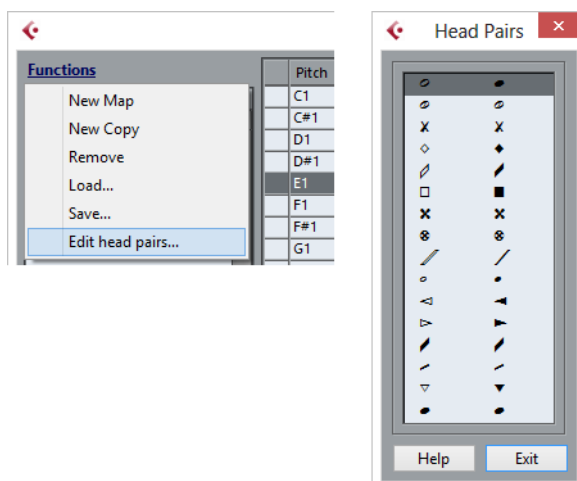 Functions
New Map
New Copy
Remove
Load...
Save...
Edit head pairs...
Pitch
C1
C#1
D1
D#1
E1
F1
F#1
G1
Head Pairs
Help
Exit